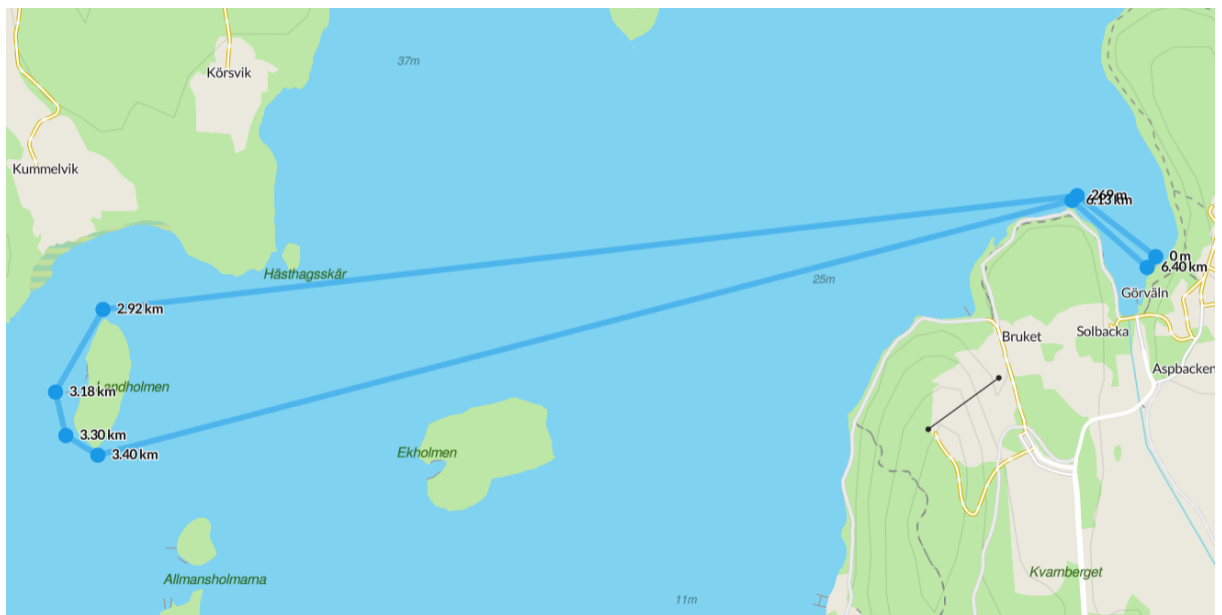 37m
Körsvik
Kummelvik
269 m
6.13 km
0 m
6.40 km
Hästhagsskär
25m
Görväln
2.92 km
Solbacka
Bruket
Aspbacken
Landholmen
3.18 km
3.30 km
3.40 km
Ekholmen
Allmansholmarna
Kvarnberget
11m